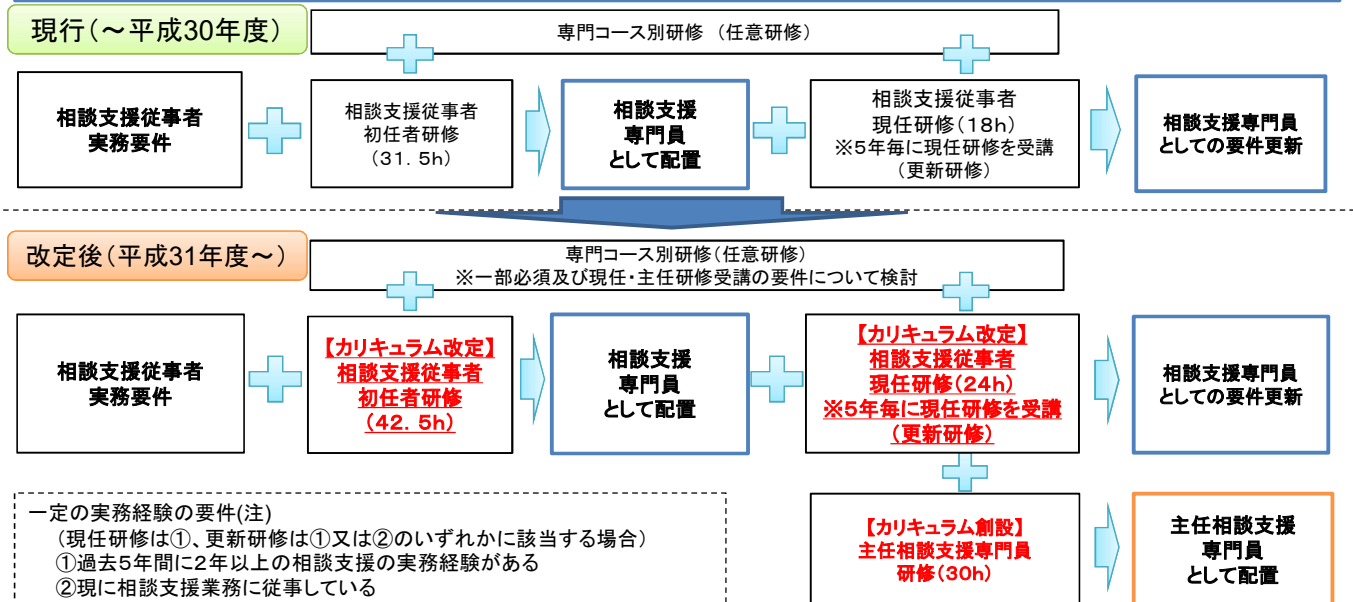 現行(～平成30年度)
専門コース別研修 (任意研修)
相談支援従事者
実務要件
相談支援従事者
初任者研修
(31．5h)
相談支援
専門員
として配置
相談支援従事者
現任研修(18h)
※5年毎に現任研修を受講
(更新研修)
相談支援専門員
としての要件更新
改定後(平成31年度～)
専門コース別研修(任意研修)
※一部必須及び現任・主任研修受講の要件について検討
相談支援従事者
実務要件
【カリキュラム改定】
相談支援従事者
初任者研修
(42．5h)
相談支援
専門員
として配置
【カリキュラム改定】
相談支援従事者
現任研修(24h)
※5年毎に現任研修を受講
(更新研修)
相談支援専門員
としての要件更新
一定の実務経験の要件(注)
(現任研修は①、更新研修は①又は②のいずれかに該当する場合)
①過去5年間に2年以上の相談支援の実務経験がある
②現に相談支援業務に従事している
【カリキュラム創設】
主任相談支援専門員
研修(30h)
主任相談支援
専門員
として配置